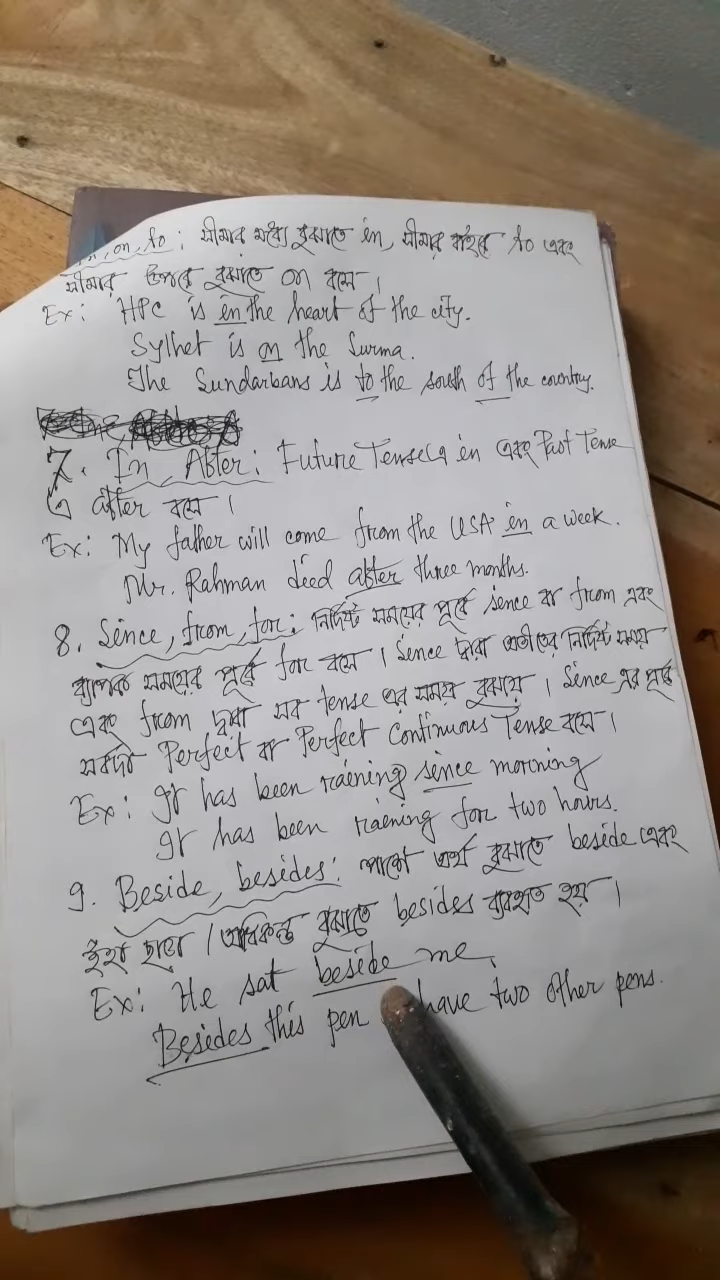 in, on, to: সীমার মধ্যে বুঝাতে in, সীমার বাইরে to এবং
সীমার উপরে বুঝাতে on বসে।
Ex: HPC is in the heart of the city.
Sylhet is on the Surma.
The Sundarbans is to the south of the country.
7. In, After: Future Tense এ in এবং Past Tense
এ after বসে।
Ex: My father will come from the USA in a week.
Mr. Rahman died after three months.
8. Since, from, for: নির্দিষ্ট সময়ের পূর্বে since বা from এবং
ব্যাপক সময়ের পূর্বে for বসে। Since দ্বারা অতীতের নির্দিষ্ট সময়
এবং from দ্বারা সব tense এর সময় বুঝায়। Since এর পূর্বে
সবদা Perfect বা Perfect Continuous Tense বসে।
Ex: It has been raining since morning
It has been raining for two hours.
9. Beside, besides: পাশে অর্থ বুঝাতে beside এবং
ইহা ছাড়া / অধিকন্তু বুঝাতে besides ব্যবহৃত হয়।
Ex: He sat beside me.
Besides this pen have two other pens.